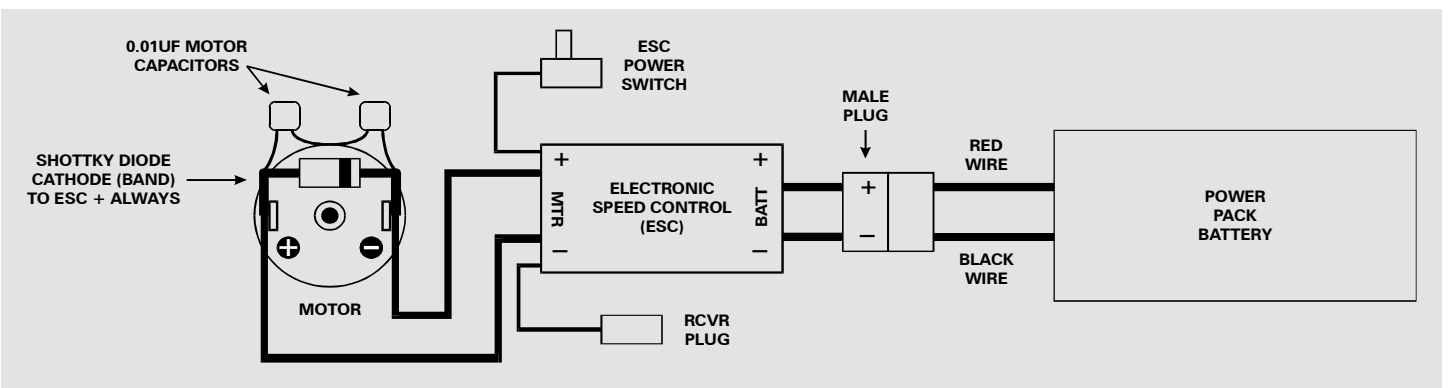 0.01UF MOTOR
CAPACITORS
SHOTTKY DIODE
CATHODE (BAND)
TO ESC + ALWAYS
+
−
MOTOR
ESC
POWER
SWITCH
+
MTR
−
ELECTRONIC
SPEED CONTROL
(ESC)
+
BATT
−
RCVR
PLUG
MALE
PLUG
+
−
RED
WIRE
BLACK
WIRE
POWER
PACK
BATTERY